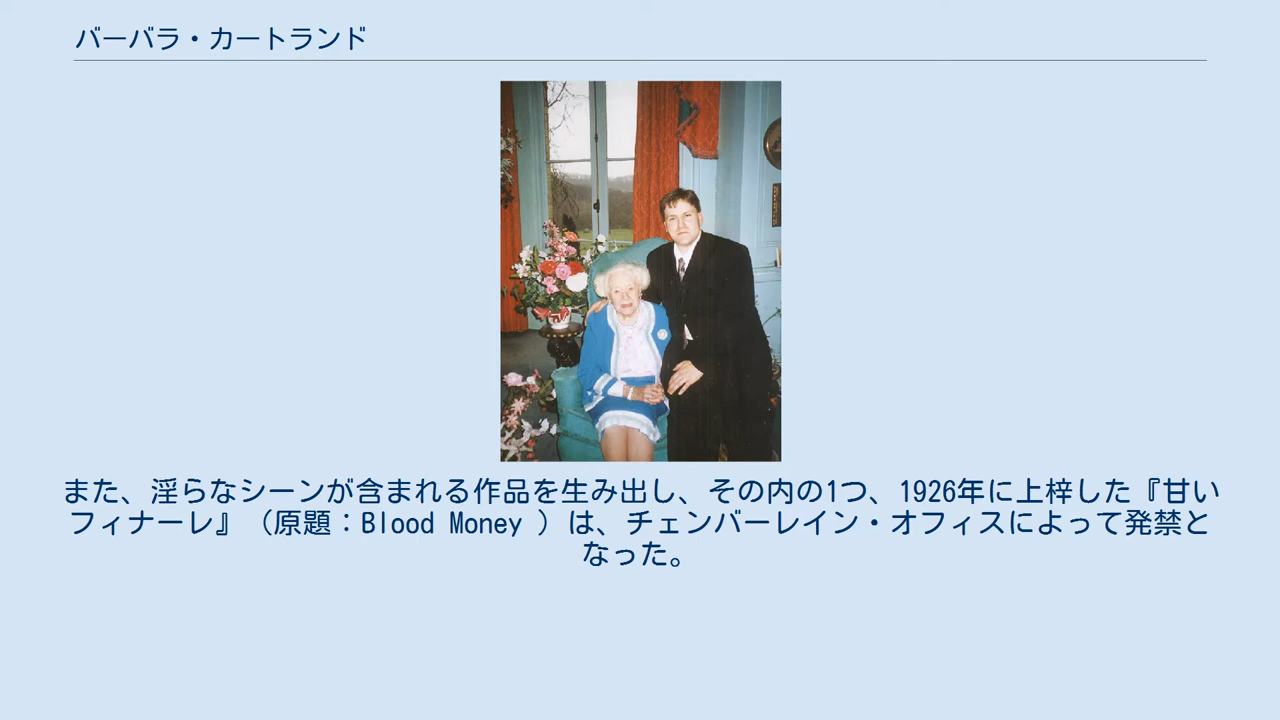 バーバラ・カートランド
また、淫らなシーンが含まれる作品を生み出し、その内の1つ、1926年に上梓した『甘い
フィナーレ』（原題：Blood Money ）は、チェンバーレイン・オフィスによって発禁と
なった。